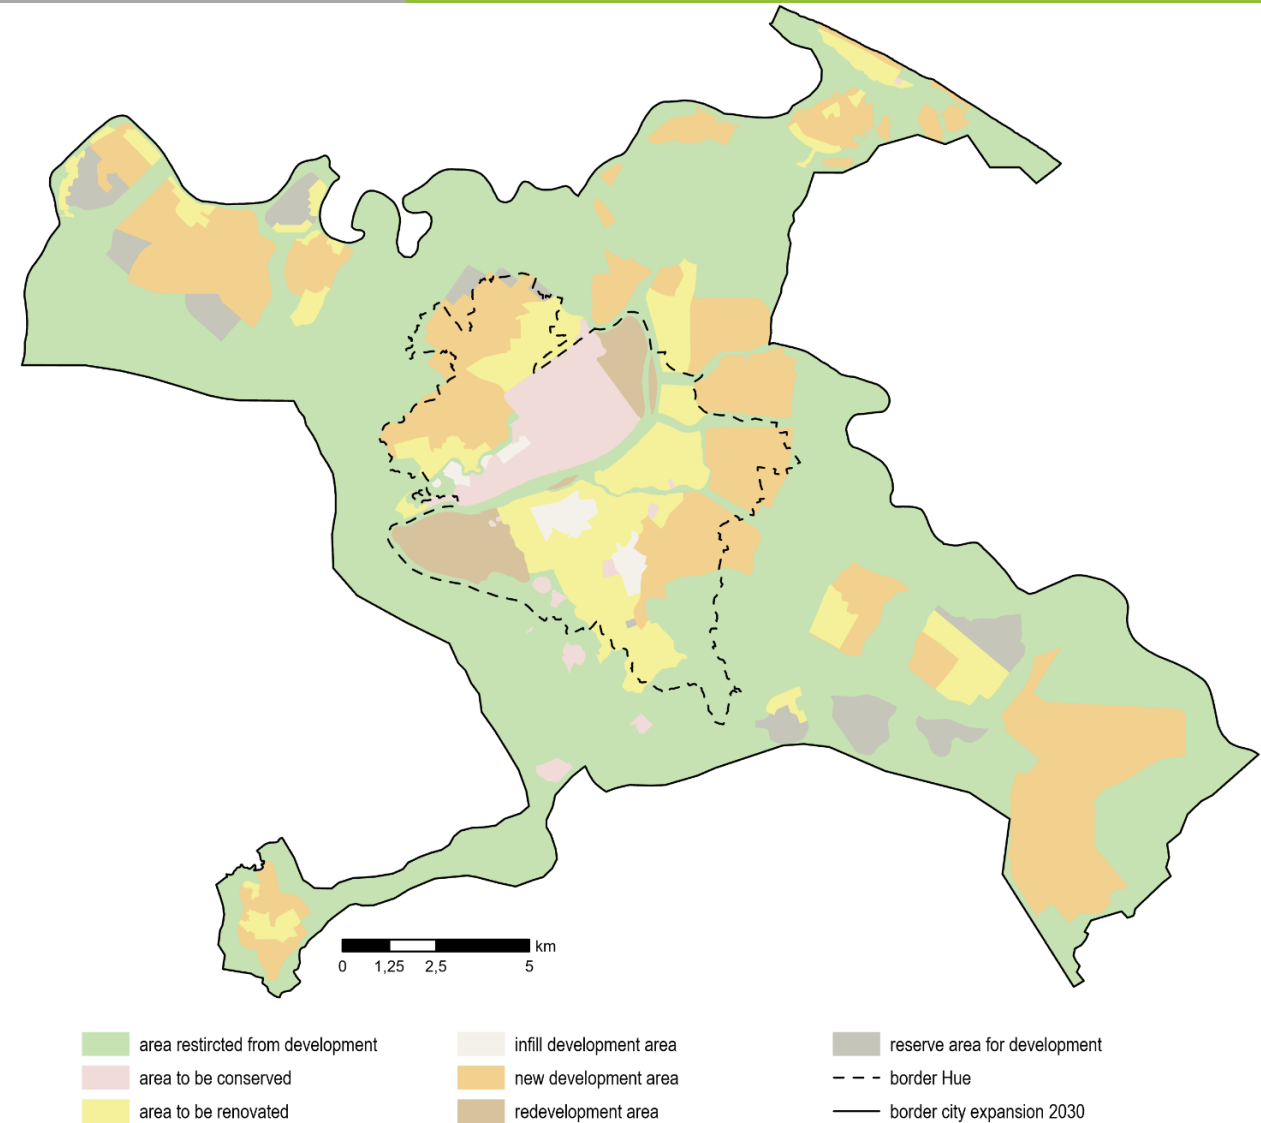 km
0 1,25 2,5 5
area restircted from development
area to be conserved
area to be renovated
infill development area
new development area
redevelopment area
reserve area for development
border Hue
border city expansion 2030